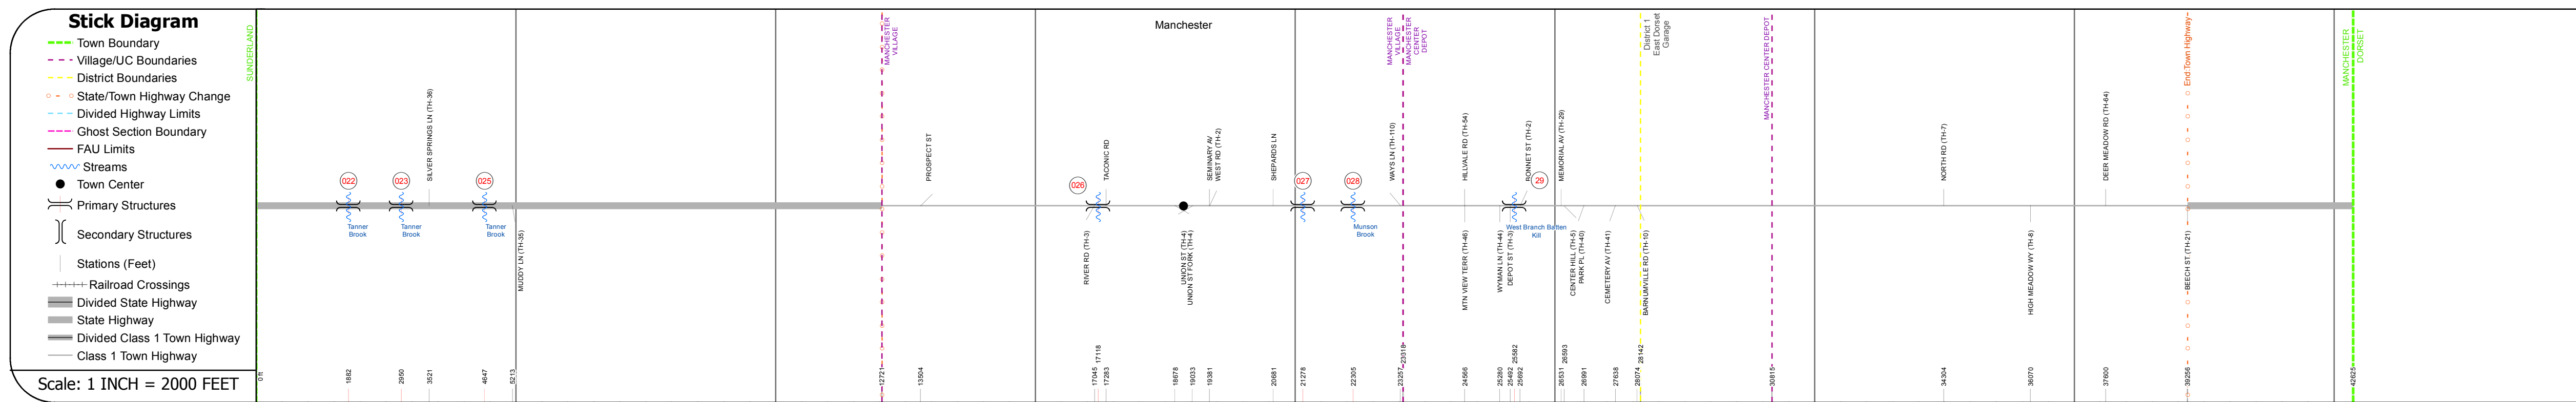 Stick Diagram
Town Boundary
Village/UC Boundaries
District Boundaries
State/Town Highway Change
Divided Highway Limits
Ghost Section Boundary
FAU Limits
Streams
Town Center
Primary Structures
Secondary Structures
Stations (Feet)
Railroad Crossings
Divided State Highway
State Highway
Divided Class 1 Town Highway
Class 1 Town Highway
Scale: 1 INCH = 2000 FEET
SUNDERLAND
MANCHESTER
VILLAGE
Manchester
MANCHESTER
VILLAGE
MANCHESTER
CENTER
DEPOT
District 1
East Dorset
Garage
MANCHESTER CENTER DEPOT
End:Town Highway
MANCHESTER
DORSET
022
023
SILVER SPRINGS LN (TH-36)
025
PROSPECT ST
026
TACONIC RD
SEMINARY AV
WEST RD (TH-2)
SHEPARDS LN
027
028
WAYS LN (TH-110)
HILLVALE RD (TH-54)
BONNET ST (TH-2)
29
MEMORIAL AV (TH-29)
NORTH RD (TH-7)
DEER MEADOW RD (TH-64)
Tanner
Brook
Tanner
Brook
Tanner
Brook
MUDDY LN (TH-35)
RIVER RD (TH-3)
UNION ST (TH-4)
UNION ST FORK (TH-4)
Munson
Brook
MTN VIEW TERR (TH-46)
WYMAN LN (TH-44)
DEPOT ST (TH-3)
West Branch Batten
Kill
CENTER HILL (TH-5)
PARK PL (TH-40)
CEMETERY AV (TH-41)
BARNUMVILLE RD (TH-10)
HIGH MEADOW WY (TH-8)
BEECH ST (TH-21)
0 ft
1882
2950
3521
4647
5213
12721
13504
17045
17118
17283
18678
19033
19381
20681
21278
22305
23257
23318
24566
25280
25492
25582
25692
26531
26593
26991
27638
28074
28142
30815
34304
36070
37600
39256
42625